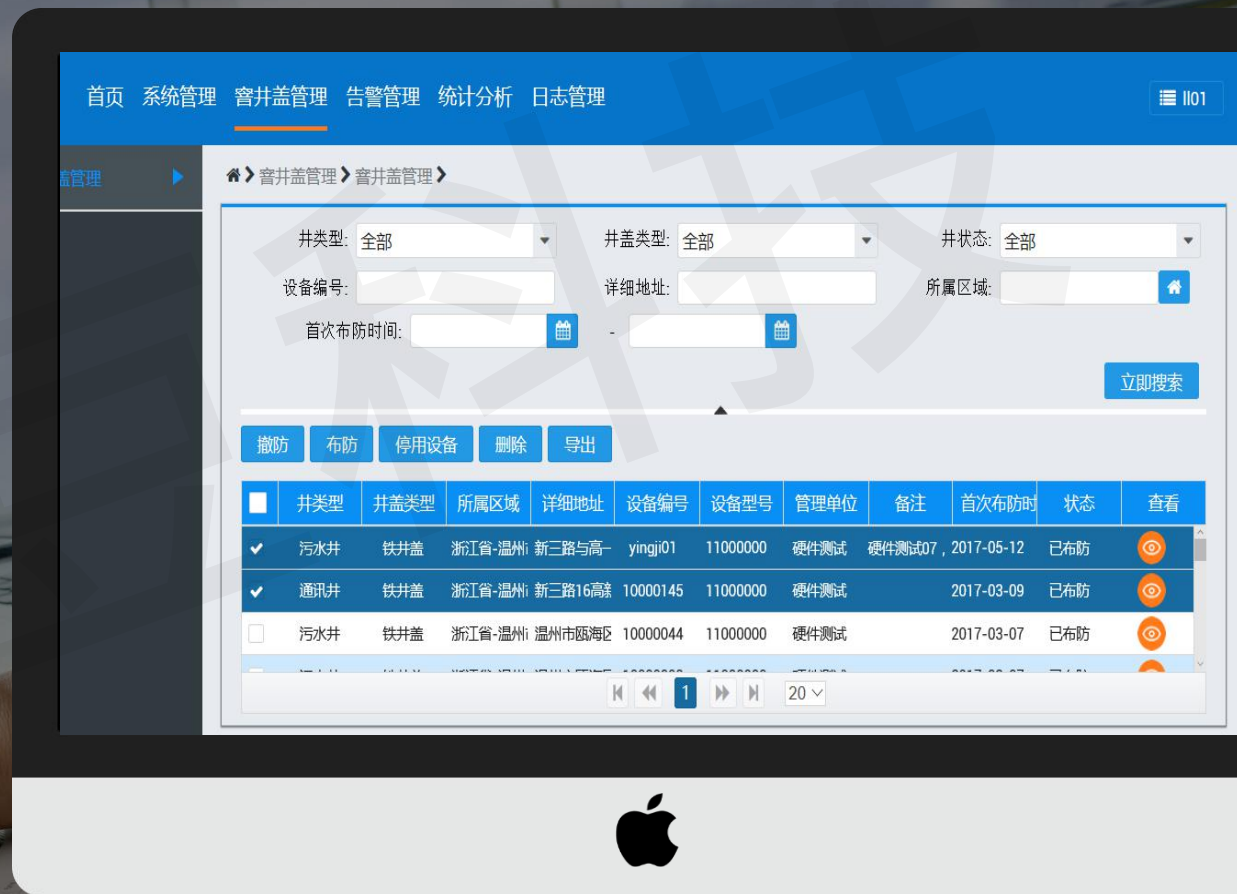 首页 系统管理 窨井盖管理 告警管理 统计分析 日志管理 ll01
盖管理
窨井盖管理 窨井盖管理
井类型: 全部 井盖类型: 全部 井状态: 全部
设备编号: 详细地址: 所属区域:
首次布防时间: -
立即搜索
撤防 布防 停用设备 删除 导出
井类型 井盖类型 所属区域 详细地址 设备编号 设备型号 管理单位 备注 首次布防时 状态 查看
污水井 铁井盖 浙江省-温州 新三路与高一 yingji01 11000000 硬件测试 硬件测试07, 2017-05-12 已布防
通讯井 铁井盖 浙江省-温州 新三路16高 10000145 11000000 硬件测试 2017-03-09 已布防
污水井 铁井盖 浙江省-温州 温州市瓯海区 10000044 11000000 硬件测试 2017-03-07 已布防
1 20
科技